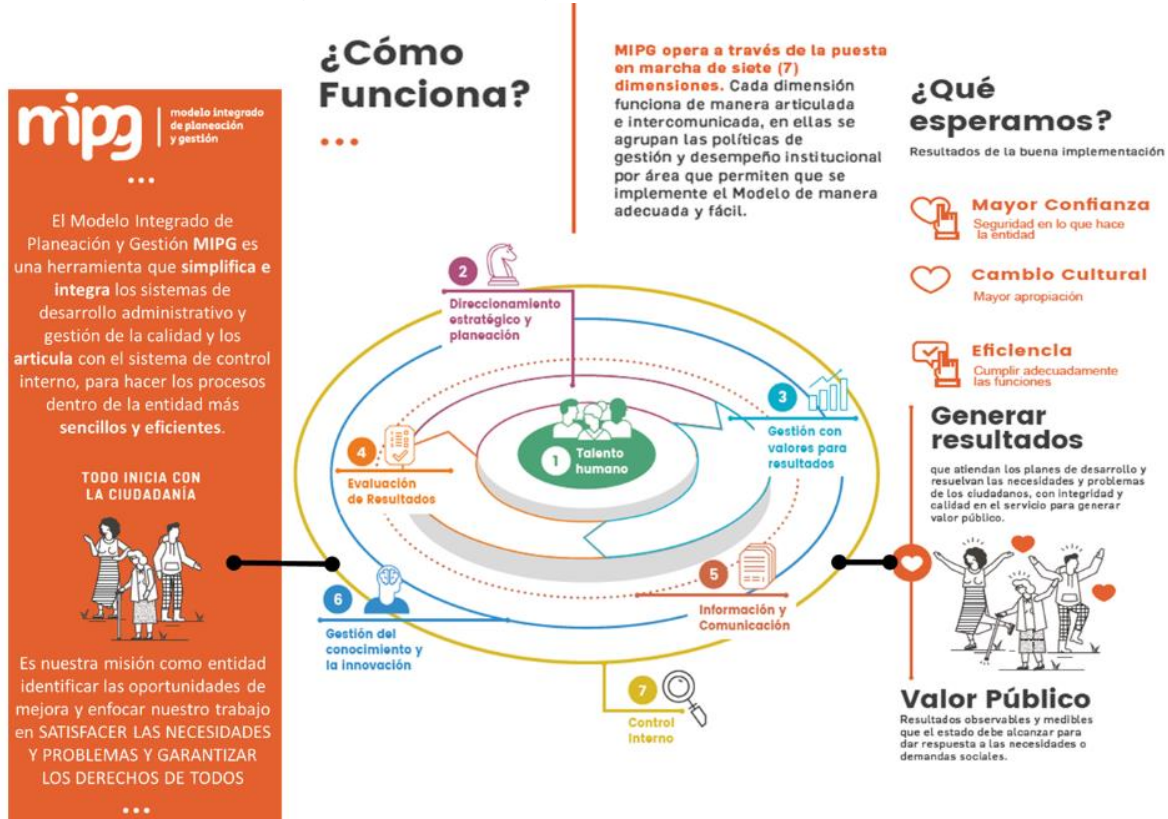 mipg
modelo integrado
de planeación
y gestión
El Modelo Integrado de
Planeación y Gestión MIPG es
una herramienta que simplifica e
integra los sistemas de
desarrollo administrativo y
gestión de la calidad y los
articula con el sistema de control
interno, para hacer los procesos
dentro de la entidad más
sencillos y eficientes.
TODO INICIA CON
LA CIUDADANÍA
Es nuestra misión como entidad
identificar las oportunidades de
mejora y enfocar nuestro trabajo
en SATISFACER LAS NECESIDADES
Y PROBLEMAS Y GARANTIZAR
LOS DERECHOS DE TODOS
¿Cómo
Funciona?
MIPG opera a través de la puesta
en marcha de siete (7)
dimensiones. Cada dimensión
funciona de manera articulada
e intercomunicada, en ellas se
agrupan las políticas de
gestión y desempeño institucional
por área que permiten que se
implemente el Modelo de manera
adecuada y fácil.
1
Talento
humano
2
Direccionamiento
estratégico y
planeación
3
Gestión con
valores para
resultados
4
Evaluación
de Resultados
5
Información y
Comunicación
6
Gestión del
conocimiento y
la innovación
7
Control
Interno
¿Qué
esperamos?
Resultados de la buena implementación
Mayor Confianza
Seguridad en lo que hace
la entidad
Cambio Cultural
Mayor apropiación
Eficiencia
Cumplir adecuadamente
las funciones
Generar
resultados
que atiendan los planes de desarrollo y
resuelvan las necesidades y problemas
de los ciudadanos, con integridad y
calidad en el servicio para generar
valor público.
Valor Público
Resultados observables y medibles
que el estado debe alcanzar para
dar respuesta a las necesidades o
demandas sociales.